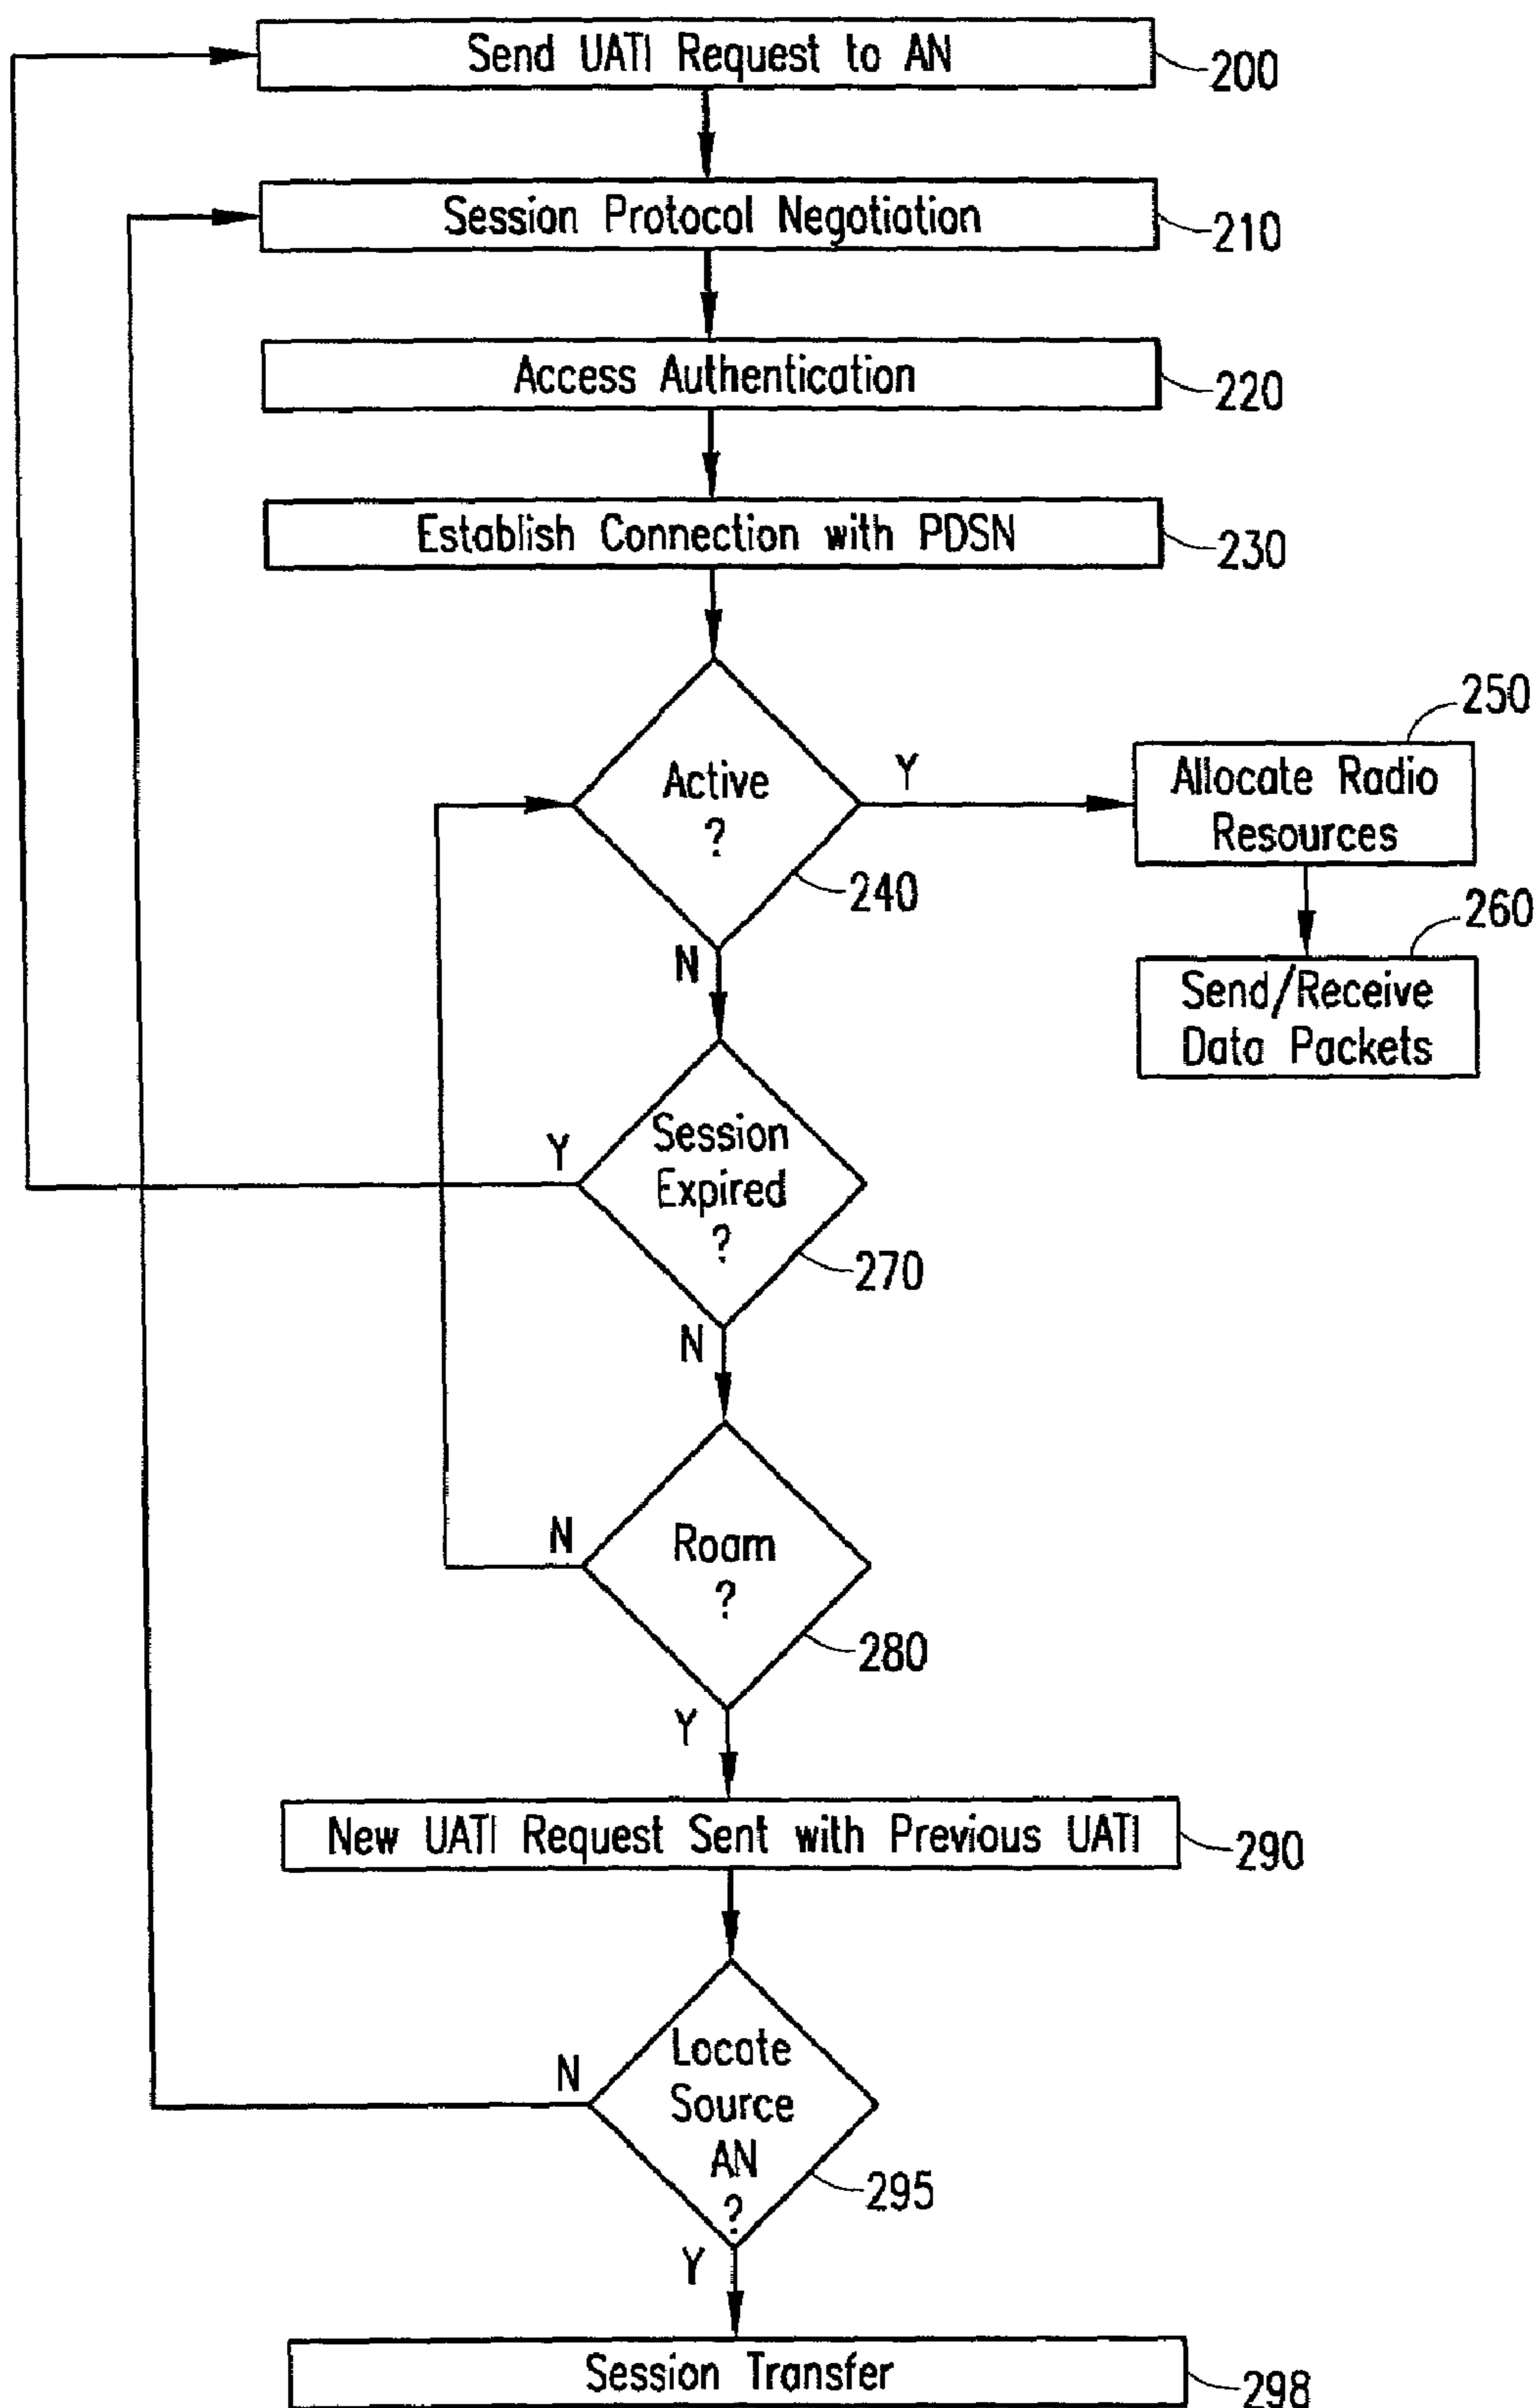 Send UATI Request to AN
200
Session Protocol Negotiation
210
Access Authentication
220
Establish Connection with PDSN
230
Active
?
240
Y
N
250
Allocate Radio
Resources
260
Send/Receive
Data Packets
Session
Expired
?
270
Y
N
Roam
?
280
N
Y
New UATI Request Sent with Previous UATI
290
Locate
Source
AN
?
295
N
Y
Session Transfer
298